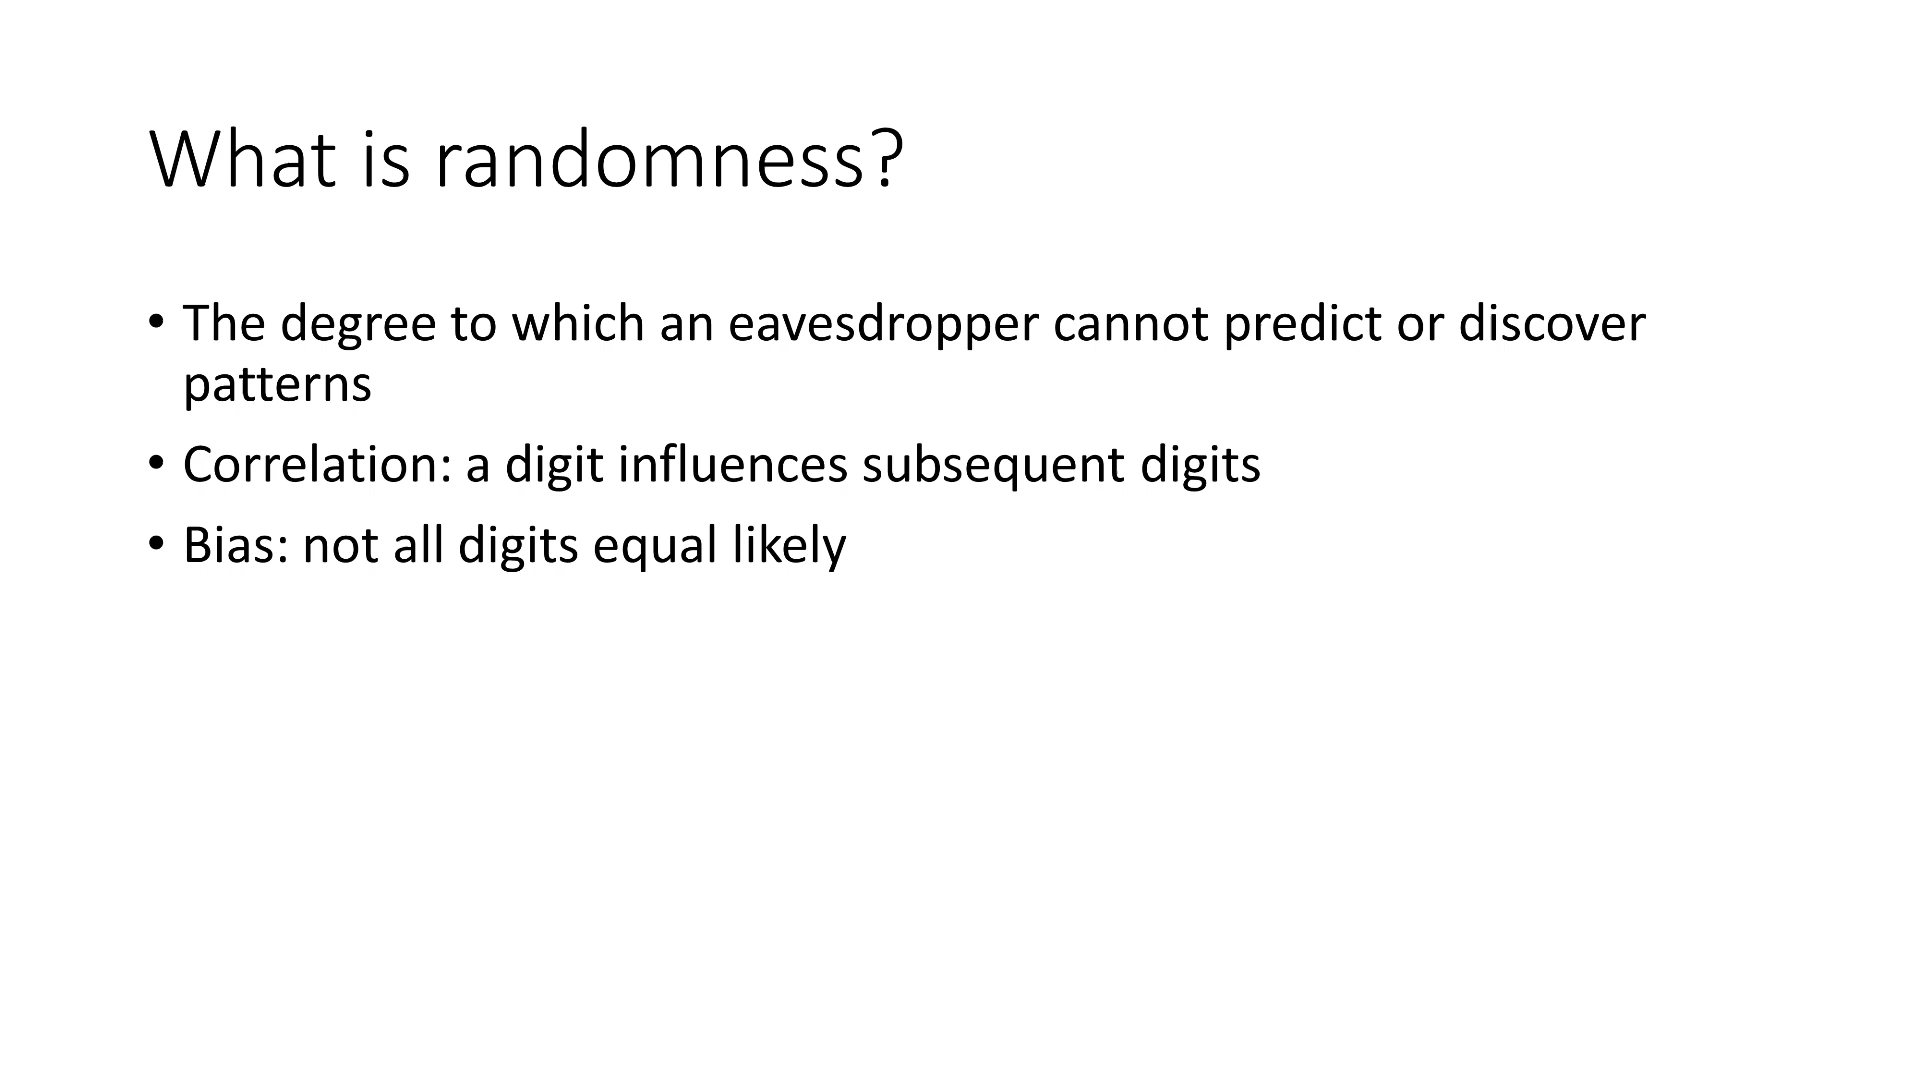 What is randomness?
• The degree to which an eavesdropper cannot predict or discover
patterns
• Correlation: a digit influences subsequent digits
• Bias: not all digits equal likely